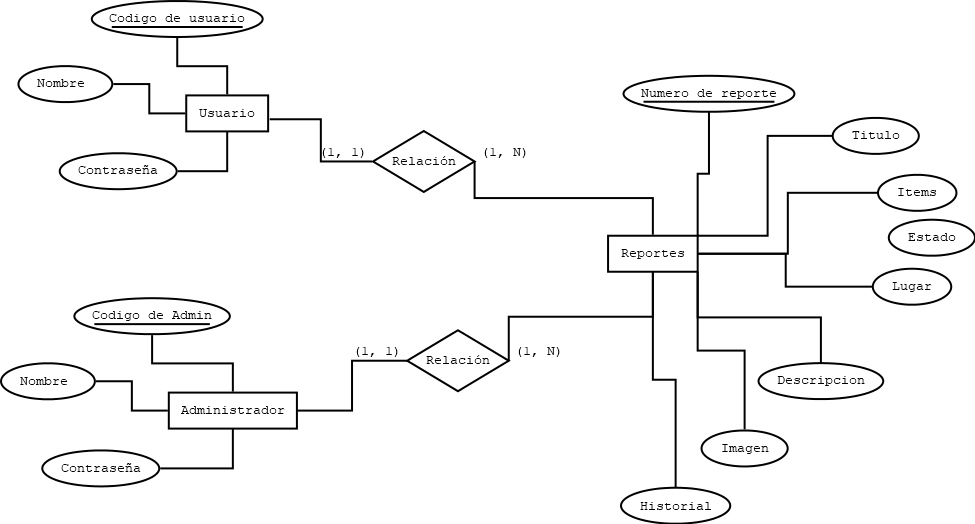 Codigo de usuario
Nombre
Usuario
Contraseña
(1, 1)
Relación
(1, N)
Numero de reporte
Titulo
Items
Estado
Reportes
Lugar
Codigo de Admin
Nombre
Administrador
Contraseña
(1, 1)
Relación
(1, N)
Descripcion
Imagen
Historial